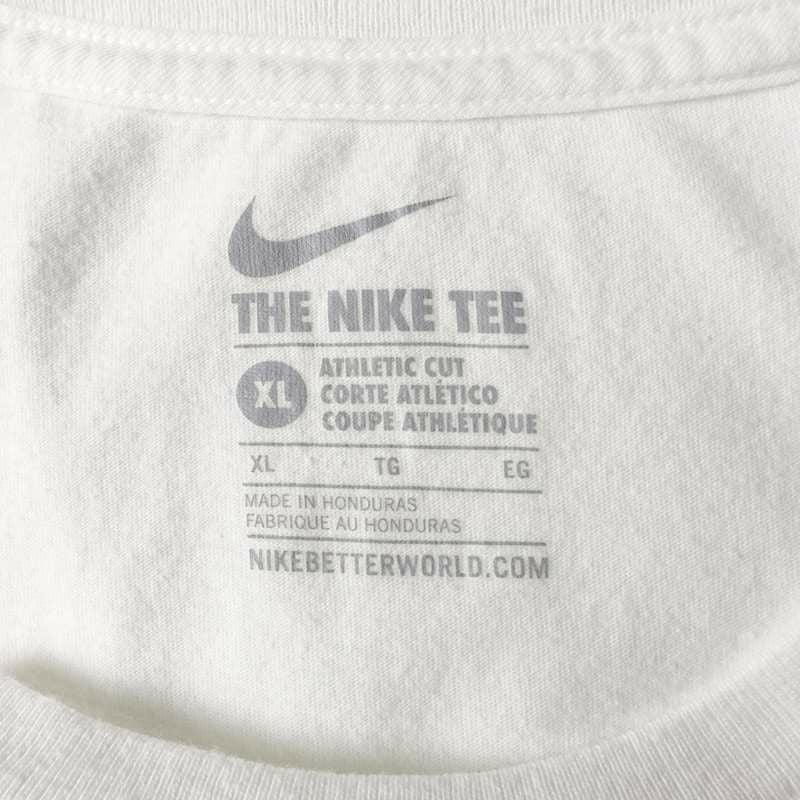 THE NIKE TEE
XL
ATHLETIC CUT
CORTE ATLÉTICO
COUPE ATHLÉTIQUE
XL TG EG
MADE IN HONDURAS
FABRIQUE AU HONDURAS
NIKEBETTERWORLD.COM